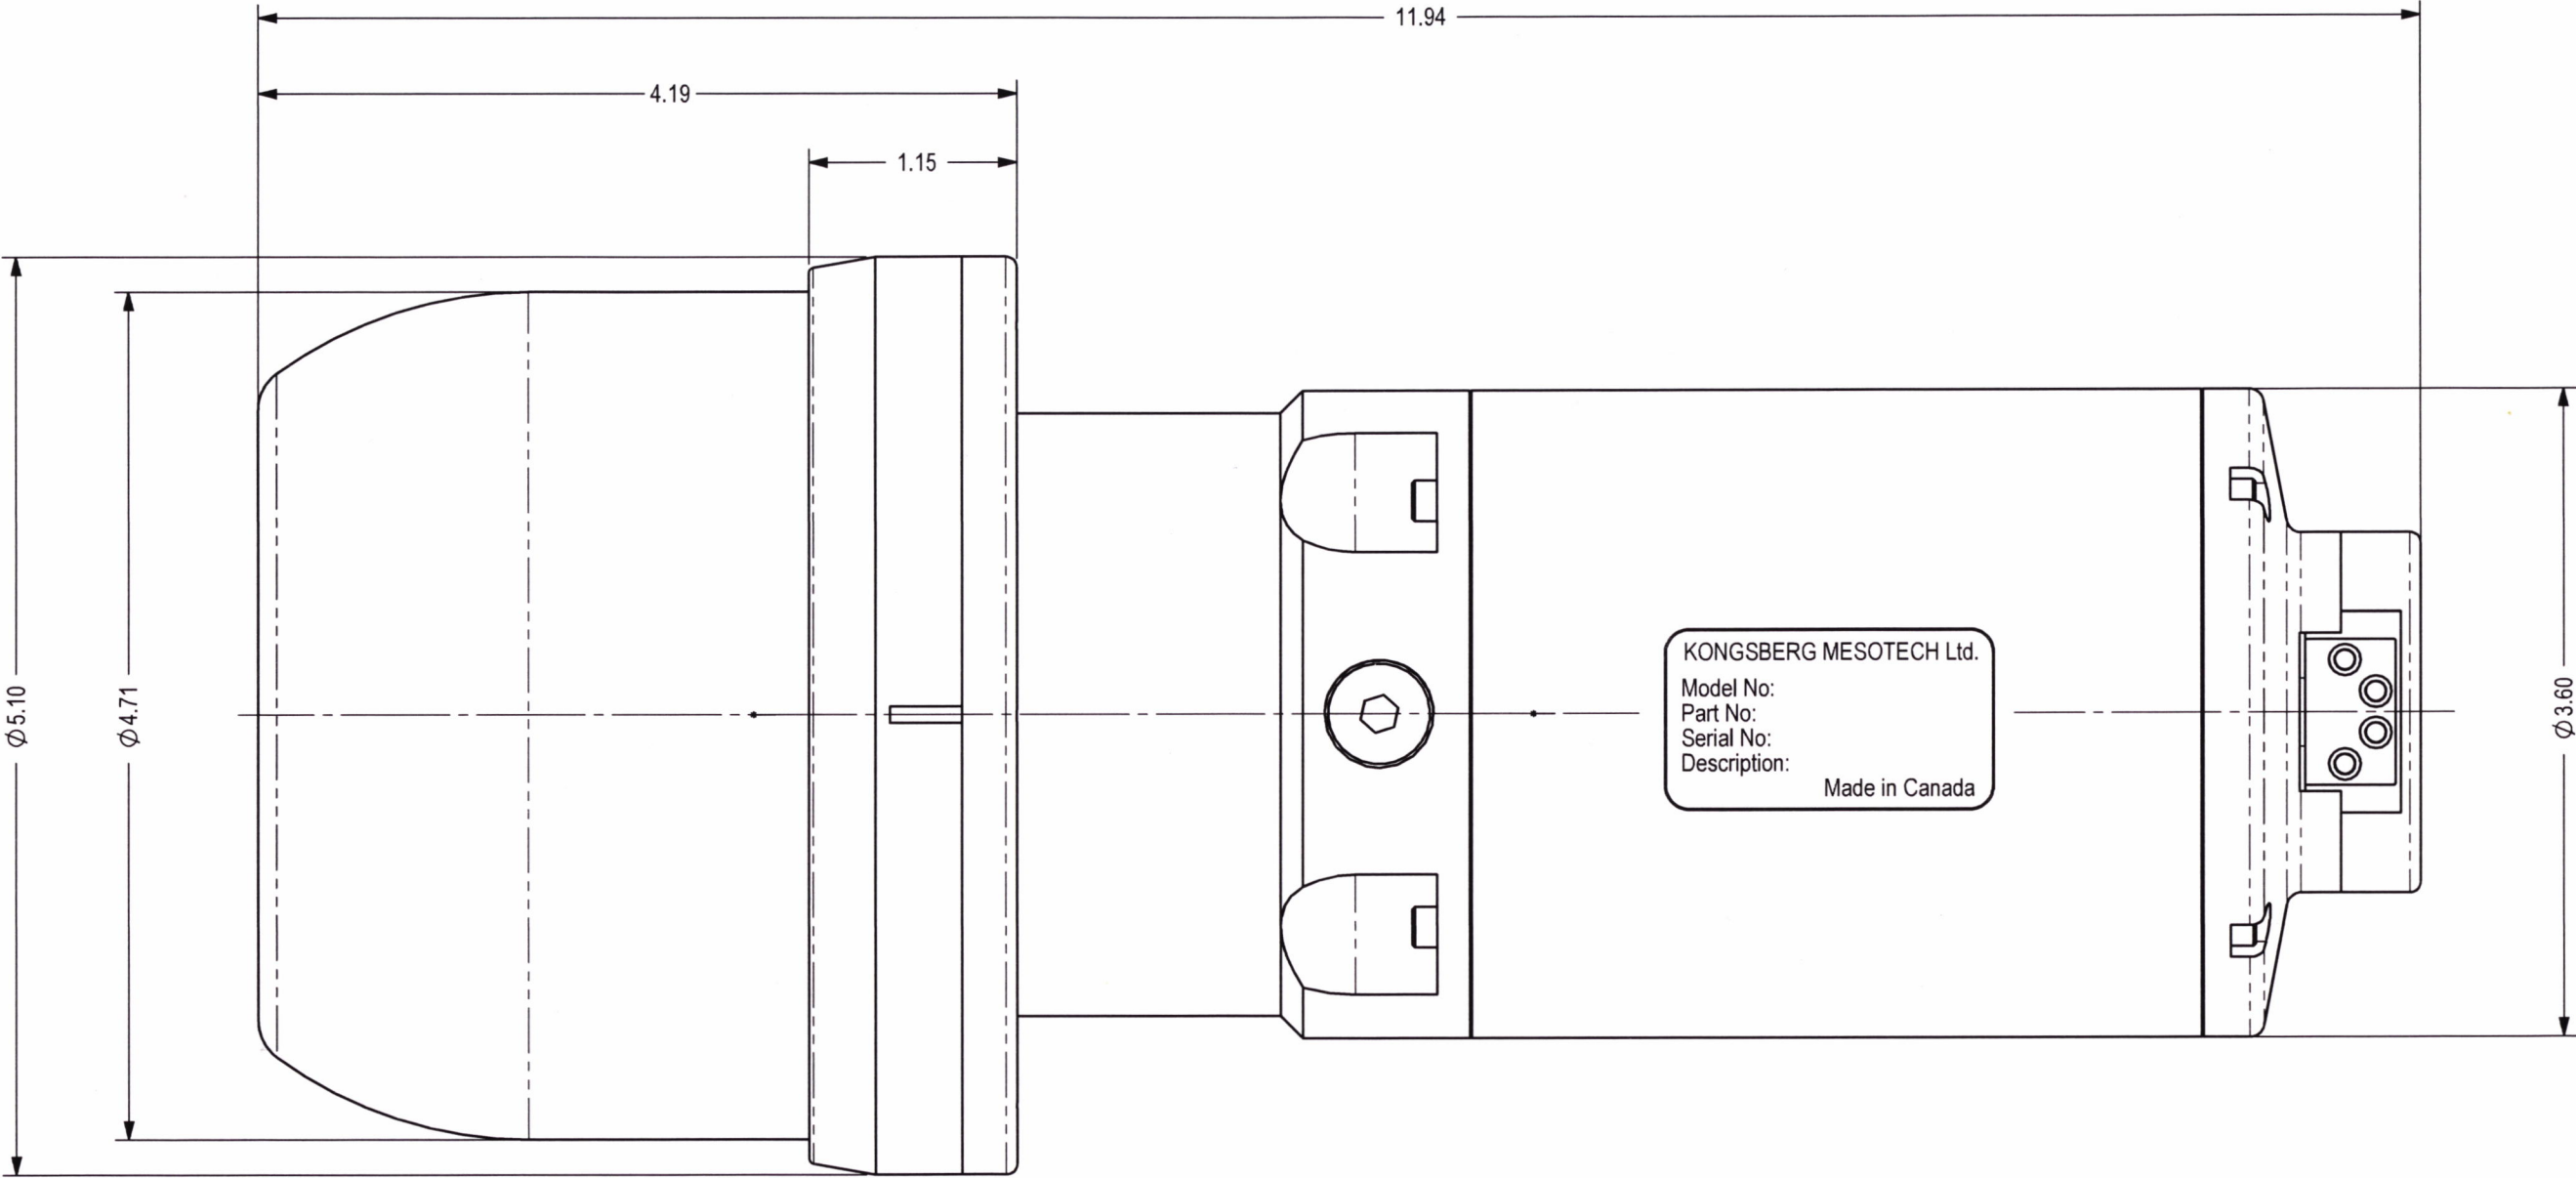 11.94
4.19
1.15
Ø5.10
Ø4.71
Ø3.60
KONGSBERG MESOTECH Ltd.
Model No:
Part No:
Serial No:
Description:
Made in Canada